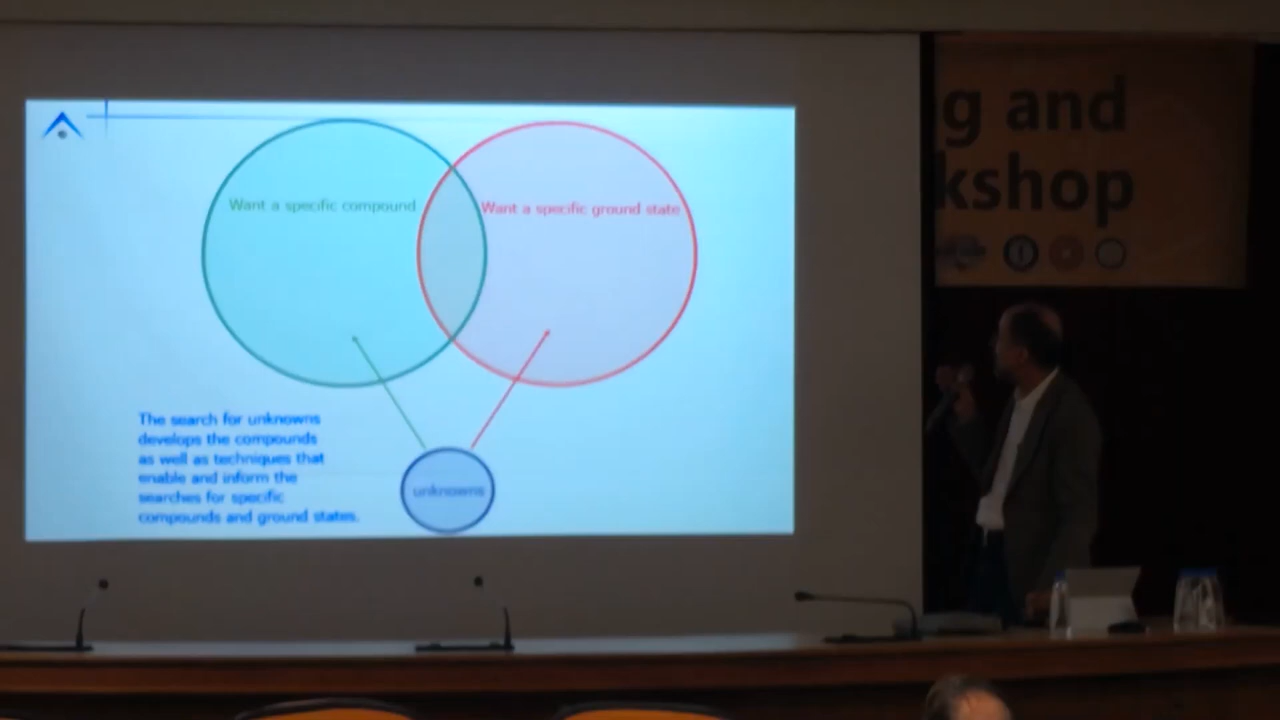 Want a specific compound
Want a specific ground state
The search for unknowns
develops the compounds
as well as techniques that
enable and inform the
searches for specific
compounds and ground states.
unknowns
g and
kshop